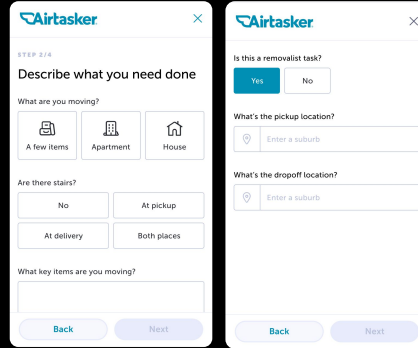 Airtasker
STEP 2/4
Describe what you need done
What are you moving?
A few items
Apartment
House
Are there stairs?
No
At pickup
At delivery
Both places
What key items are you moving?
Back
Next
Airtasker
Is this a removalist task?
Yes
No
What's the pickup location?
Enter a suburb
What's the dropoff location?
Enter a suburb
Back
Next